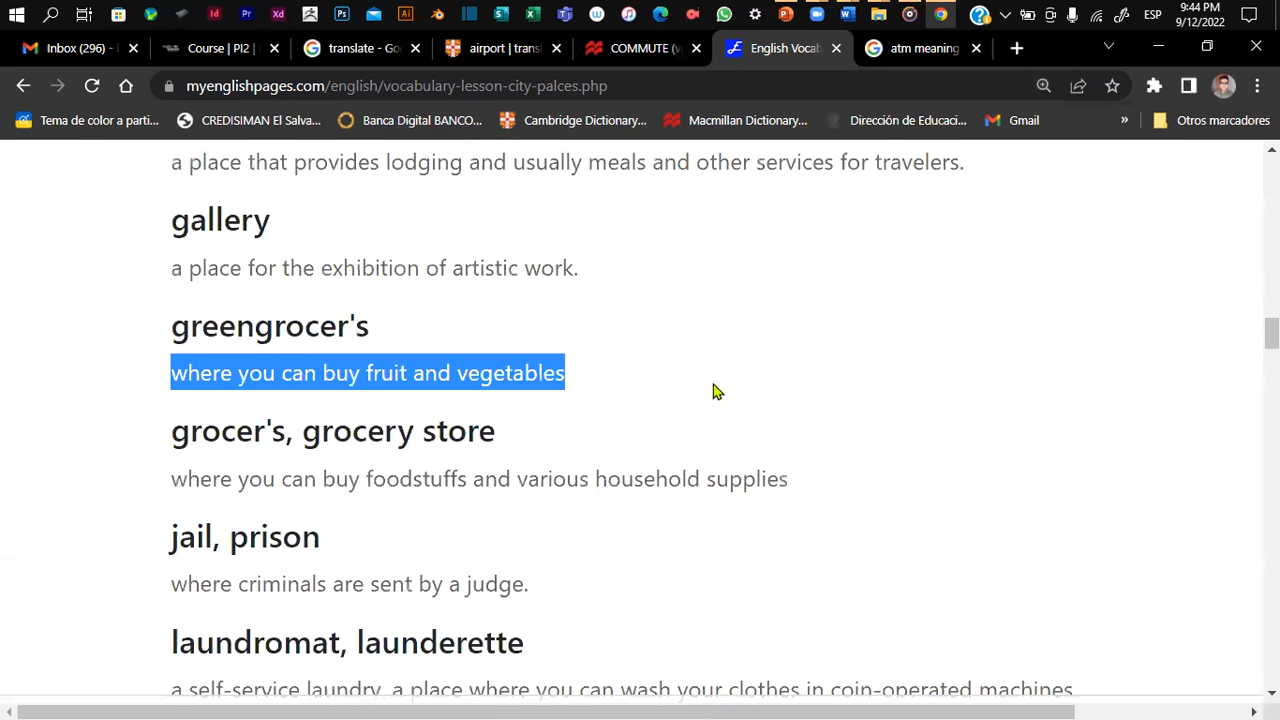 9:44 PM
ESP
9/12/2022
Inbox (296) -
Course | PI2 |
translate - Go
airport | trans
COMMUTE (v
English Vocab
atm meaning
myenglishpages.com/english/vocabulary-lesson-city-palces.php
Tema de color a parti...
CREDISIMAN El Salva...
Banca Digital BANCO...
Cambridge Dictionary...
Macmillan Dictionary...
Dirección de Educaci...
Gmail
»
Otros marcadores
a place that provides lodging and usually meals and other services for travelers.
gallery
a place for the exhibition of artistic work.
greengrocer's
where you can buy fruit and vegetables
grocer's, grocery store
where you can buy foodstuffs and various household supplies
jail, prison
where criminals are sent by a judge.
laundromat, launderette
a self-service laundry, a place where you can wash your clothes in coin-operated machines